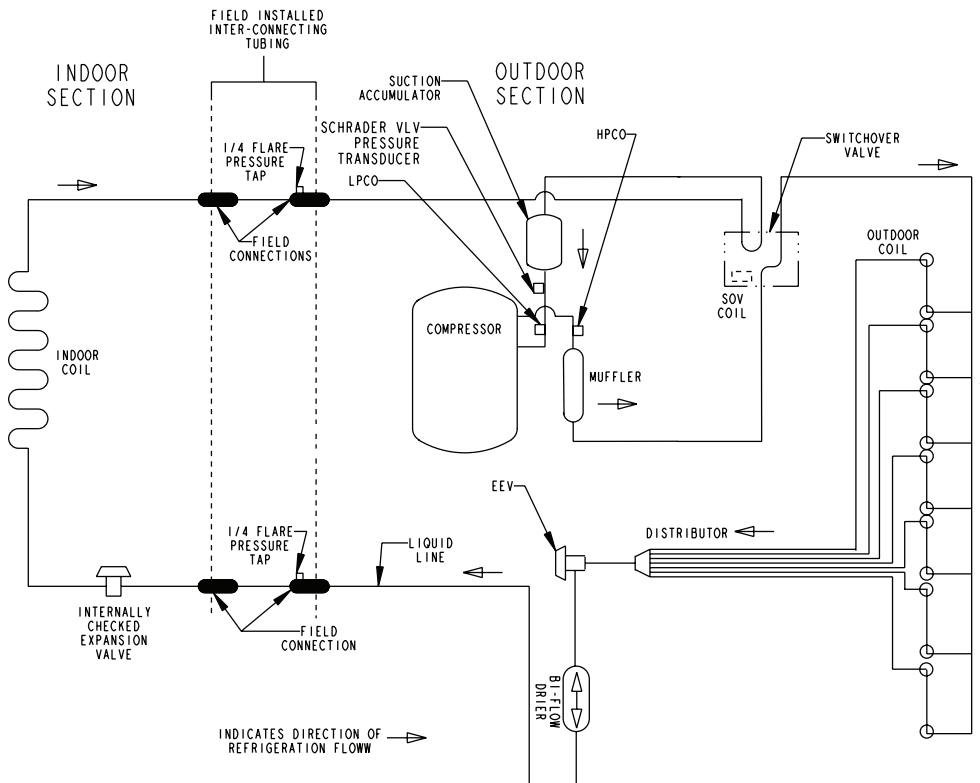 FIELD INSTALLED
INTER-CONNECTING
TUBING
INDOOR
SECTION
OUTDOOR
SECTION
SUCTION
ACCUMULATOR
SCHRADER VLV
PRESSURE
TRANSDUCER
LPCO
HPCO
SWITCHOVER
VALVE
1/4 FLARE
PRESSURE
TAP
FIELD
CONNECTIONS
OUTDOOR
COIL
SOV
COIL
COMPRESSOR
INDOOR
COIL
MUFFLER
EEV
1/4 FLARE
PRESSURE
TAP
LIQUID
LINE
DISTRIBUTOR
INTERNALLY
CHECKED
EXPANSION
VALVE
FIELD
CONNECTION
BI-FLOW
DRIER
INDICATES DIRECTION OF
REFRIGERATION FLOWW